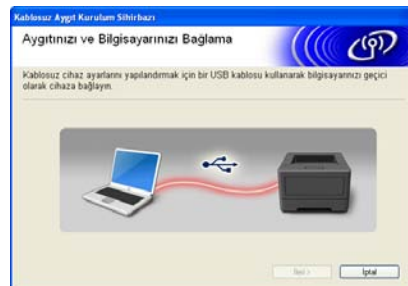 Kablosuz Aygıt Kurulum Sihirbazı
Aygıtınızı ve Bilgisayarınızı Bağlama
Kablosuz cihaz ayarlarını yapılandırmak için bir USB kablosu kullanarak bilgisayarınızı geçici
olarak cihaza bağlayın.
İleri >
İptal